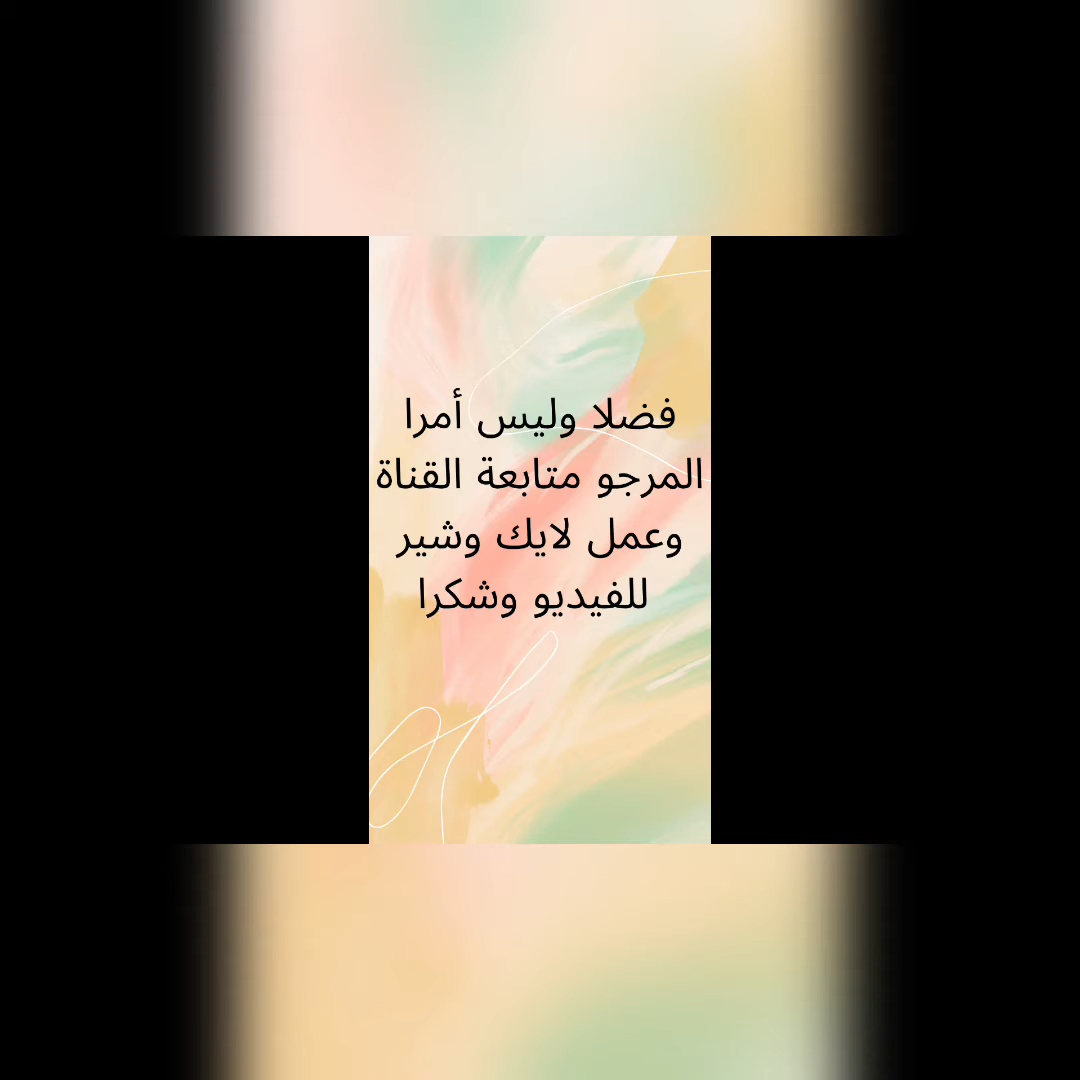 فضلا وليس أمرا
المرجو متابعة القناة
وعمل لايك وشير
للفيديو وشكرا